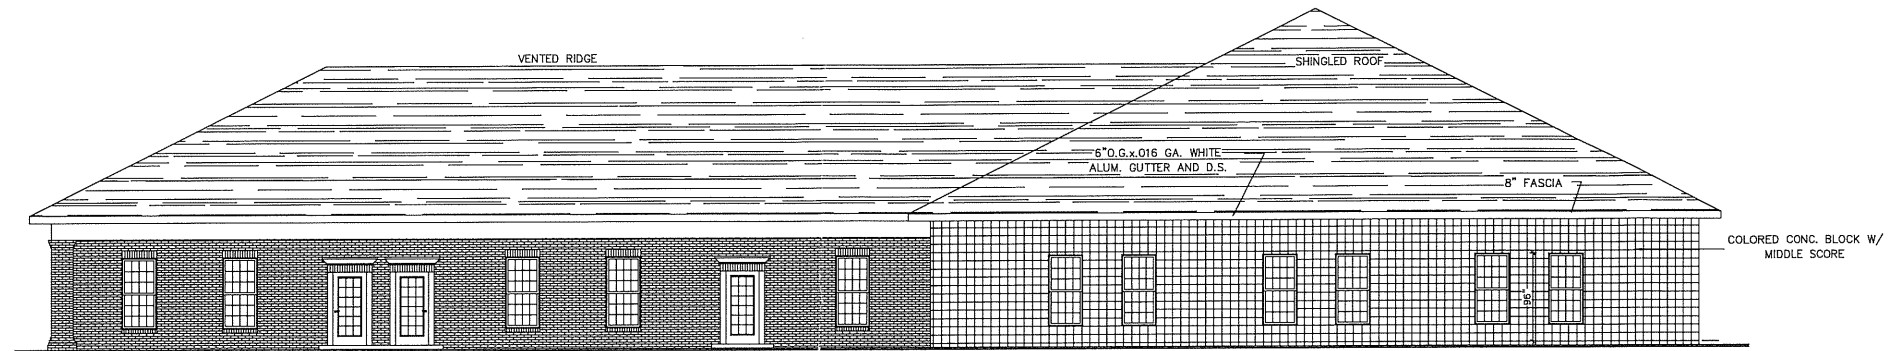 VENTED RIDGE
SHINGLED ROOF
6"O.G.x.016 GA. WHITE
ALUM. GUTTER AND D.S.
8" FASCIA
COLORED CONC. BLOCK W/
MIDDLE SCORE
96"